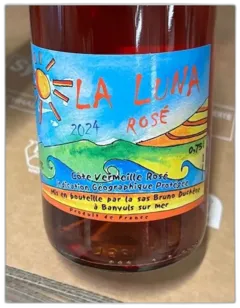 LA LUNA
2024 ROSÉ
0,75
Côte Vermeille Rosé
Indication Géographique Protégée
Mis en bouteille par la sas Bruno Duchêne
à Banyuls sur mer
Produit de France